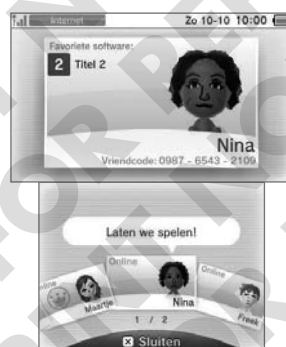 Internet
Zo 10-10 10:00
Favoriete software:
2 Titel 2
Nina
Vriendcode: 0987 - 6543 - 2109
Laten we spelen!
Online
Online
Online
Maartje
Nina
Freek
1 / 2
X Sluiten